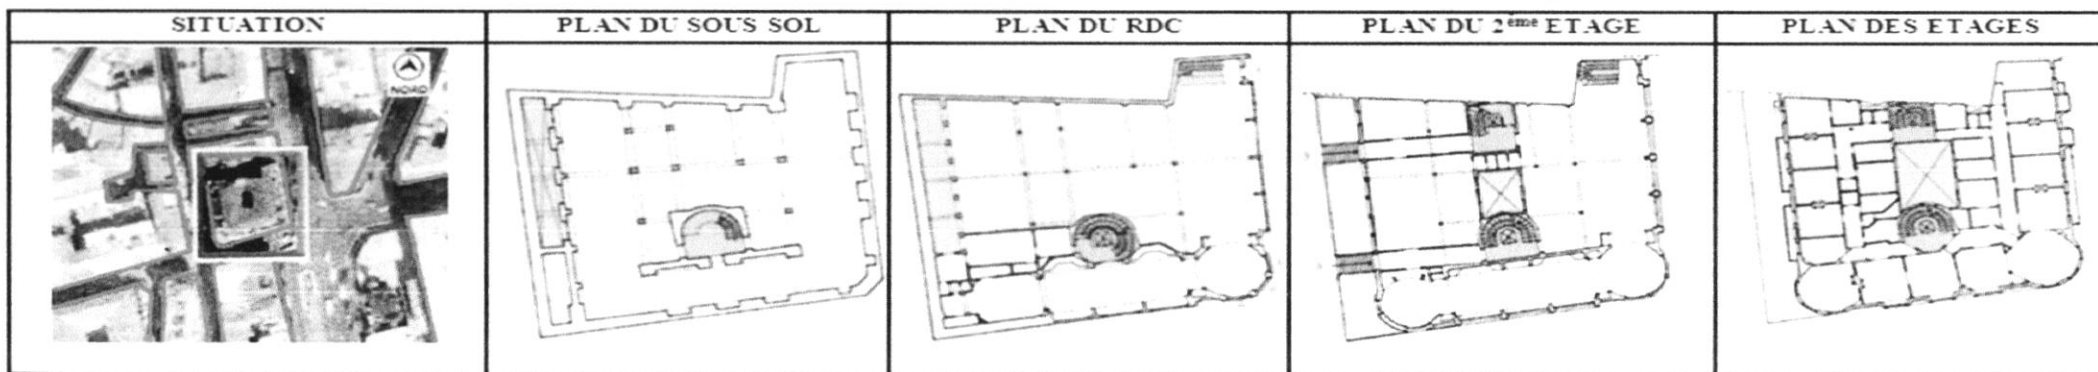 SITUATION
PLAN DU SOUS SOL
PLAN DU RDC
PLAN DU 2ème ETAGE
PLAN DES ETAGES
NORD